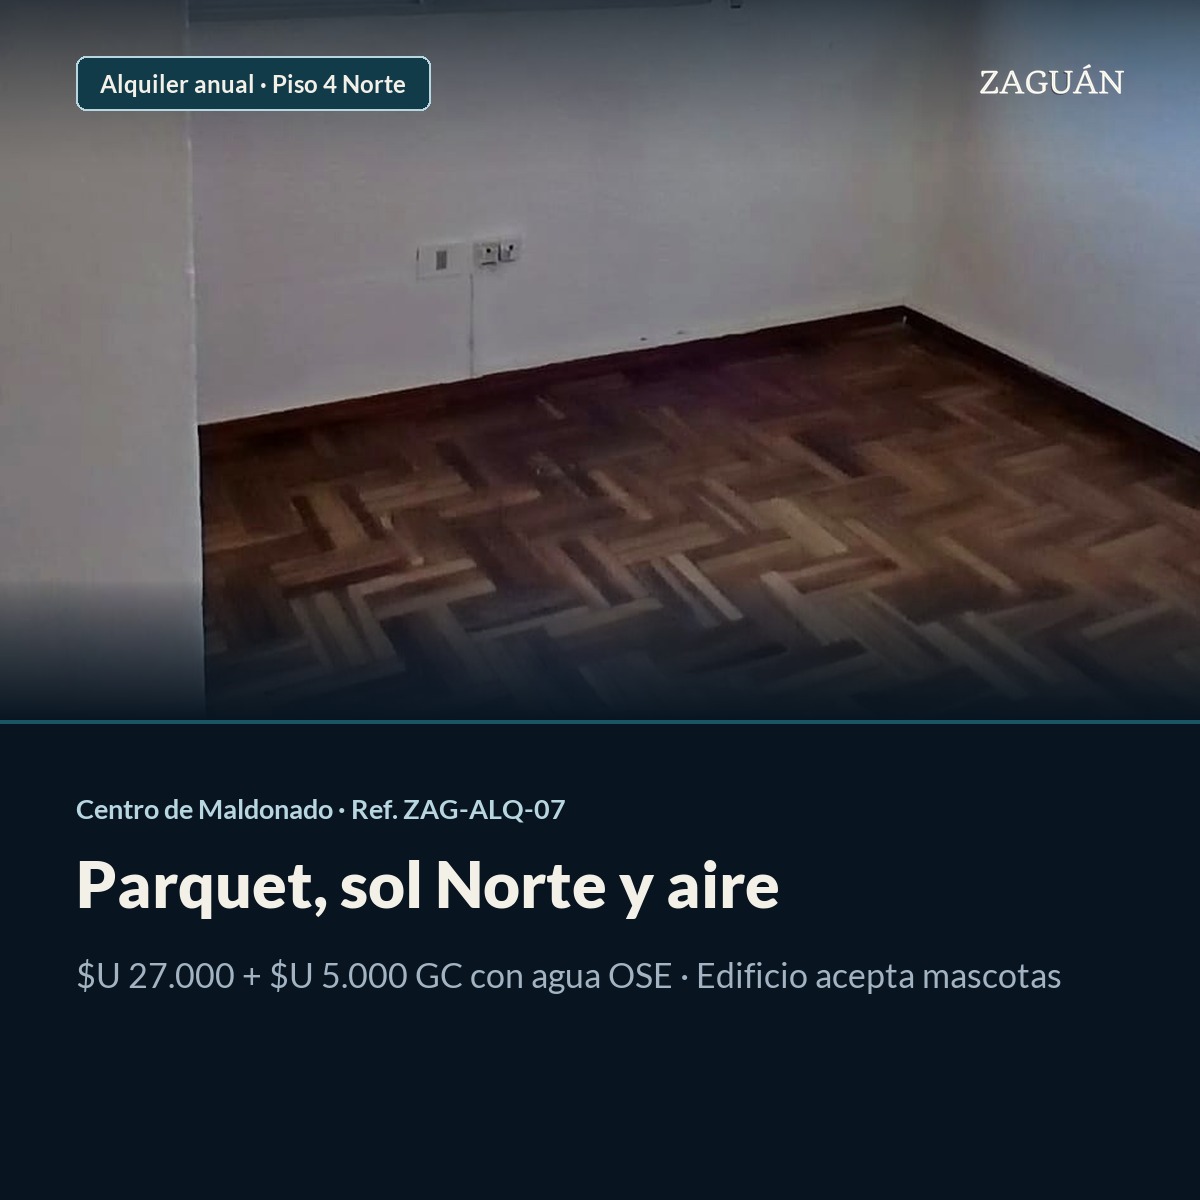 Alquiler anual · Piso 4 Norte
ZAGUÁN
Centro de Maldonado · Ref. ZAG-ALQ-07
Parquet, sol Norte y aire
$U 27.000 + $U 5.000 GC con agua OSE · Edificio acepta mascotas